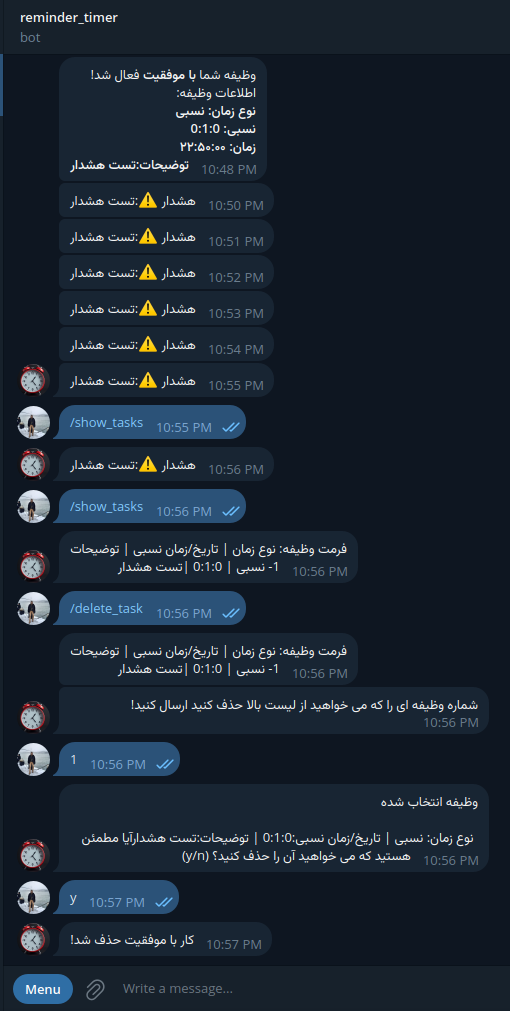 reminder_timer
bot
وظیفه شما با موفقیت فعال شد!
اطلاعات وظیفه:
نوع زمان: نسبی
نسبی: 0:1:0
زمان: ۲۲:۵۰:۰۰
توضیحات:تست هشدار 10:48 PM
هشدار ⚠️:تست هشدار 10:50 PM
هشدار ⚠️:تست هشدار 10:51 PM
هشدار ⚠️:تست هشدار 10:52 PM
هشدار ⚠️:تست هشدار 10:53 PM
هشدار ⚠️:تست هشدار 10:54 PM
هشدار ⚠️:تست هشدار 10:55 PM
/show_tasks 10:55 PM
هشدار ⚠️:تست هشدار 10:56 PM
/show_tasks 10:56 PM
فرمت وظیفه: نوع زمان | تاریخ/زمان نسبی | توضیحات
1- نسبی | 0:1:0 |تست هشدار 10:56 PM
/delete_task 10:56 PM
فرمت وظیفه: نوع زمان | تاریخ/زمان نسبی | توضیحات
1- نسبی | 0:1:0 |تست هشدار 10:56 PM
شماره وظیفه ای را که می خواهید از لیست بالا حذف کنید ارسال کنید!
10:56 PM
1 10:56 PM
وظیفه انتخاب شده
نوع زمان: نسبی | تاریخ/زمان نسبی:0:1:0 | توضیحات:تست هشدارآیا مطمئن
هستید که می خواهید آن را حذف کنید؟ (y/n) 10:56 PM
y 10:57 PM
کار با موفقیت حذف شد! 10:57 PM
Menu
Write a message...